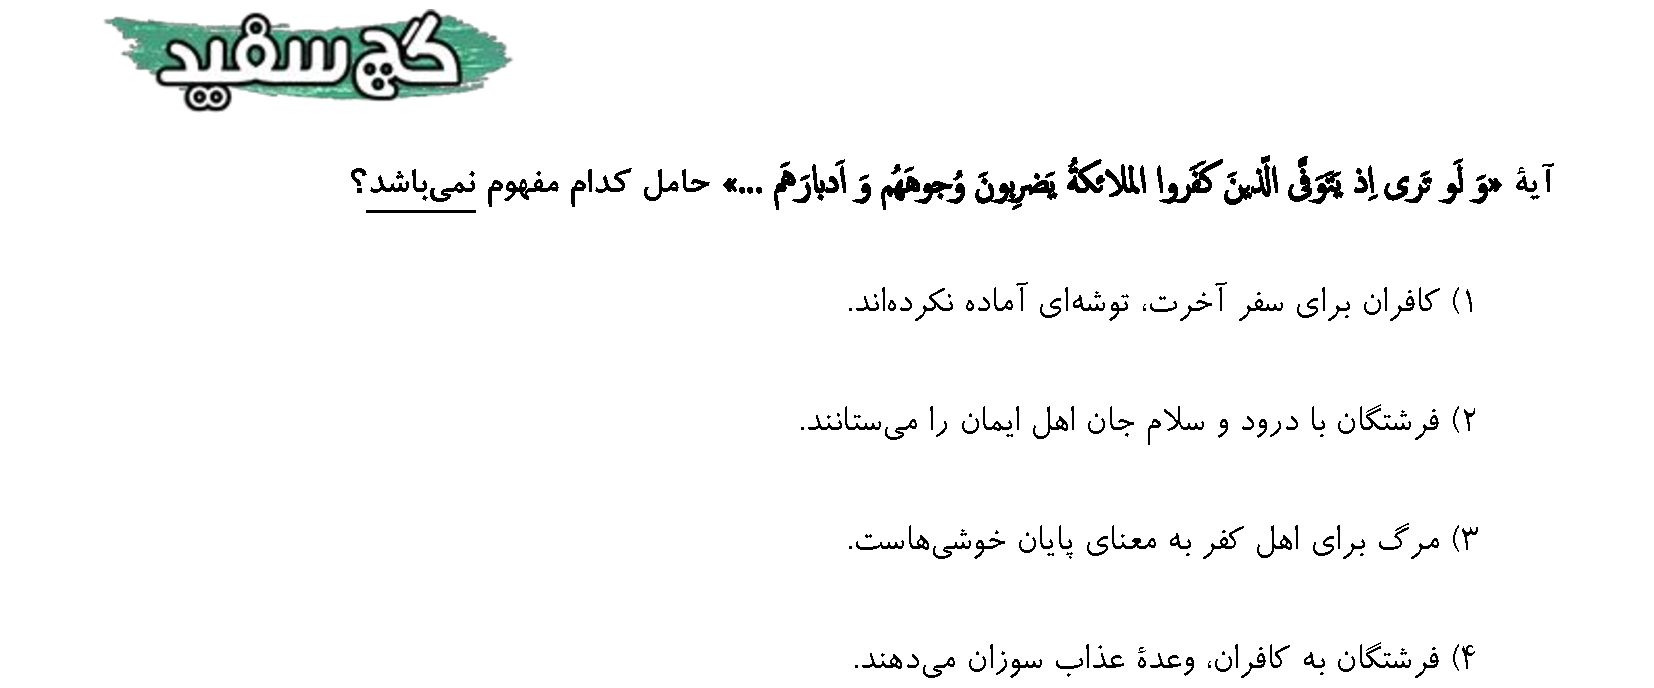 گچ سفید
آیهٔ «وَ لَو تَری اِذ یَتَوَفَّی الَّذینَ کَفَروا الملائکَةُ یَضرِبونَ وُجوهَهُم وَ اَدبارَهَم ...» حامل کدام مفهوم نمی‌باشد؟
۱) کافران برای سفر آخرت، توشه‌ای آماده نکرده‌اند.
۲) فرشتگان با درود و سلام جان اهل ایمان را می‌ستانند.
۳) مرگ برای اهل کفر به معنای پایان خوشی‌هاست.
۴) فرشتگان به کافران، وعدهٔ عذاب سوزان می‌دهند.